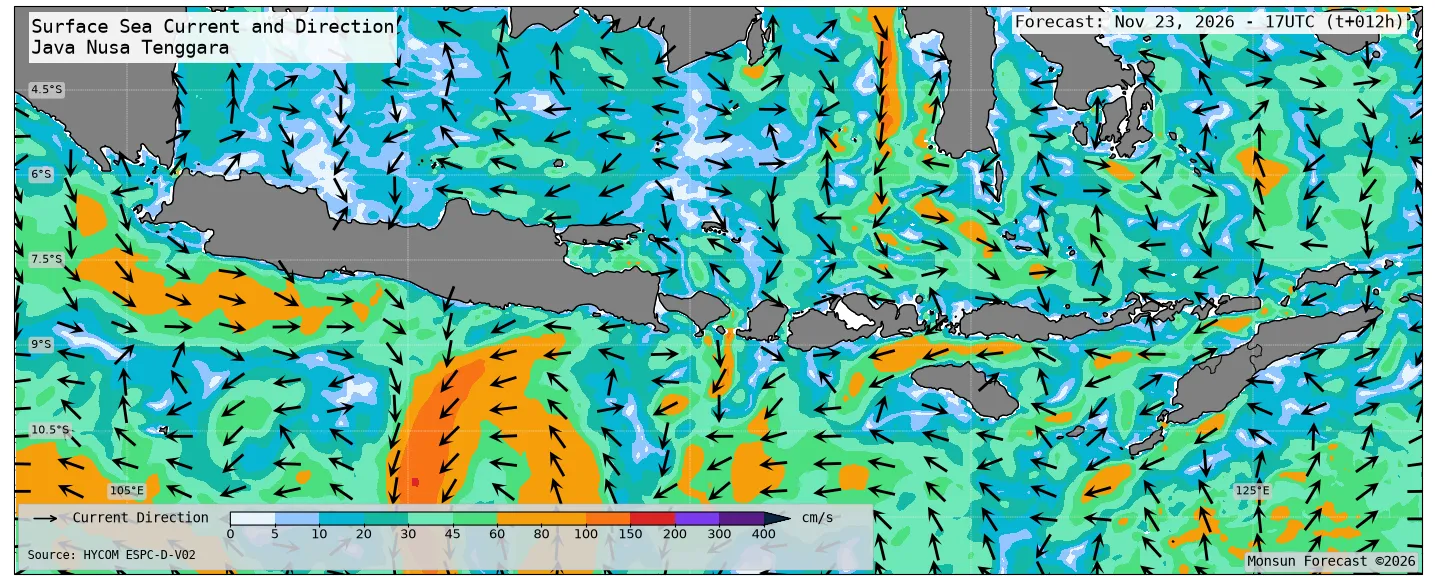 Surface Sea Current and Direction
Java Nusa Tenggara
Forecast: Nov 23, 2026 - 17UTC (t+012h)
4.5°S
6°S
7.5°S
9°S
10.5°S
105°E
125°E
Current Direction
0 5 10 20 30 45 60 80 100 150 200 300 400 cm/s
Source: HYCOM ESPC-D-V02
Monsun Forecast ©2026